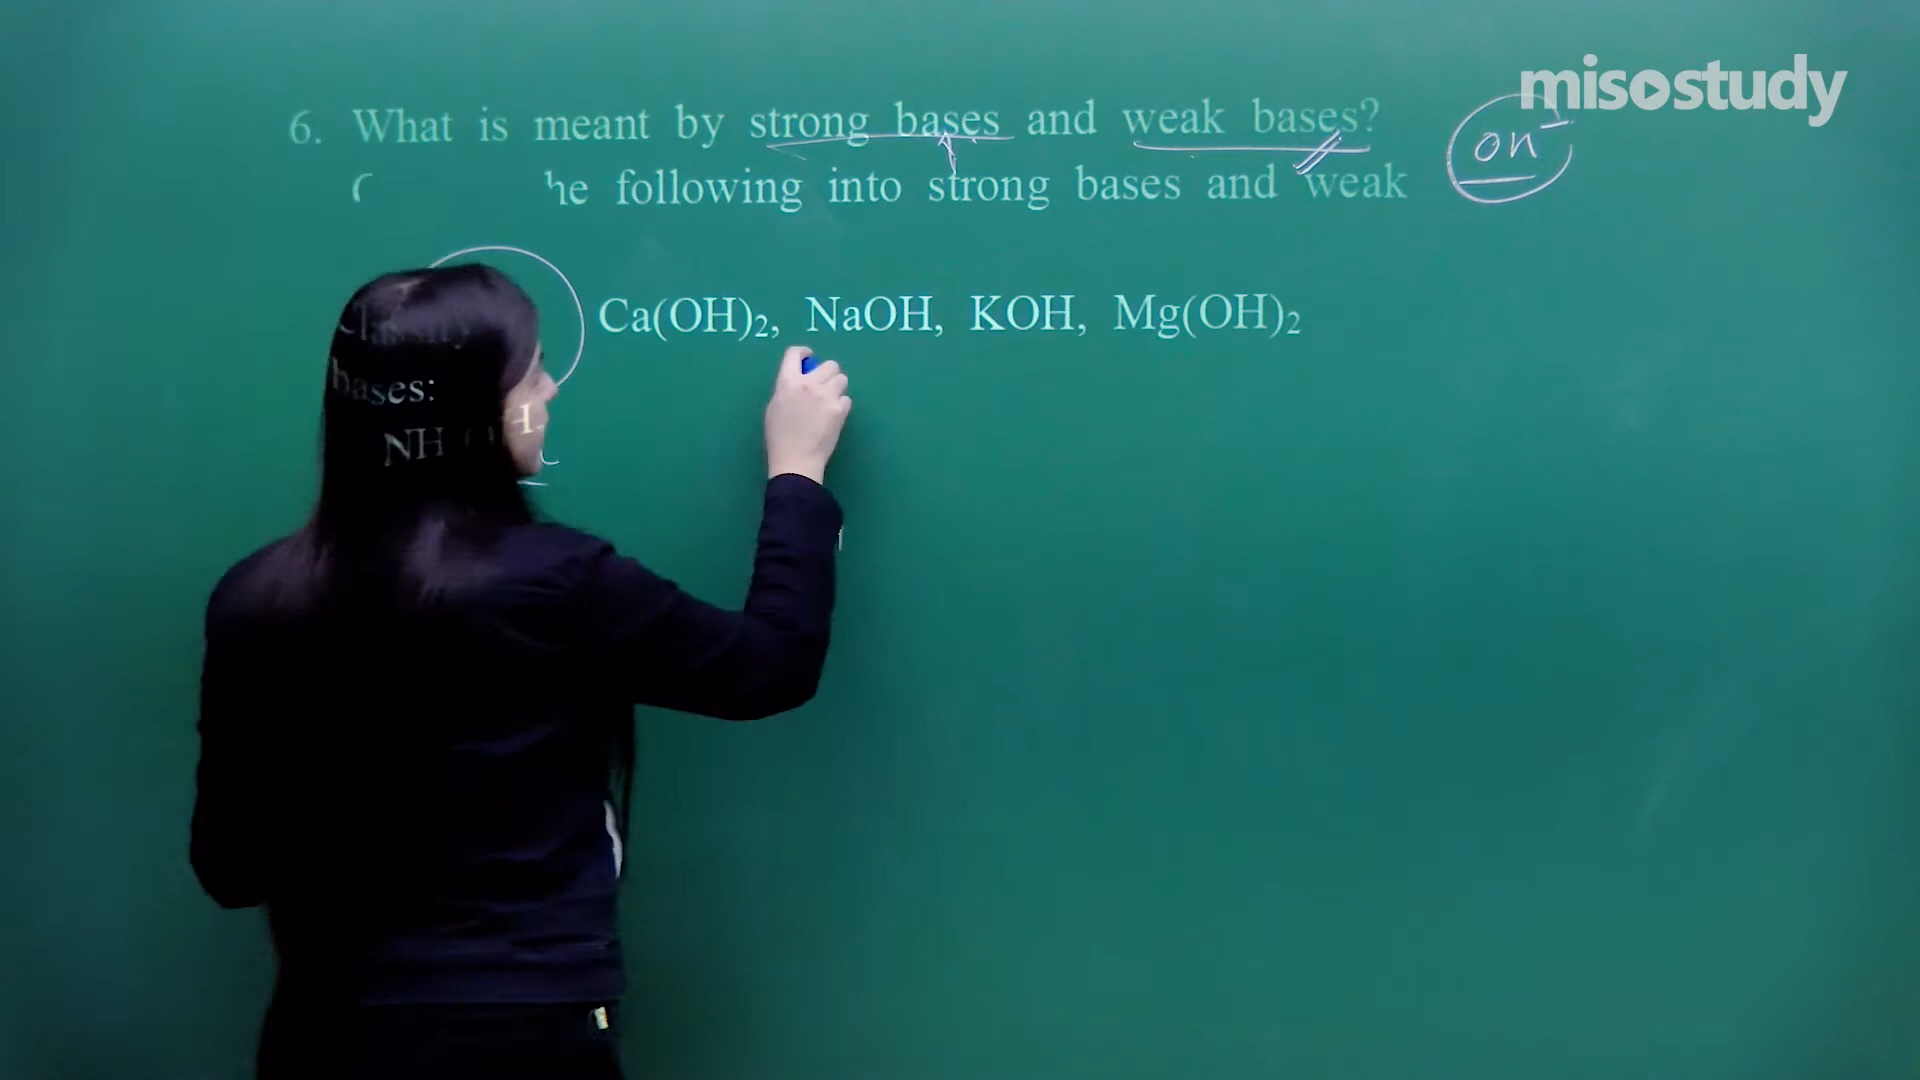 misostudy
6. What is meant by strong bases and weak bases?
he following into strong bases and weak
OH⁻
bases:
NH
Ca(OH)₂, NaOH, KOH, Mg(OH)₂